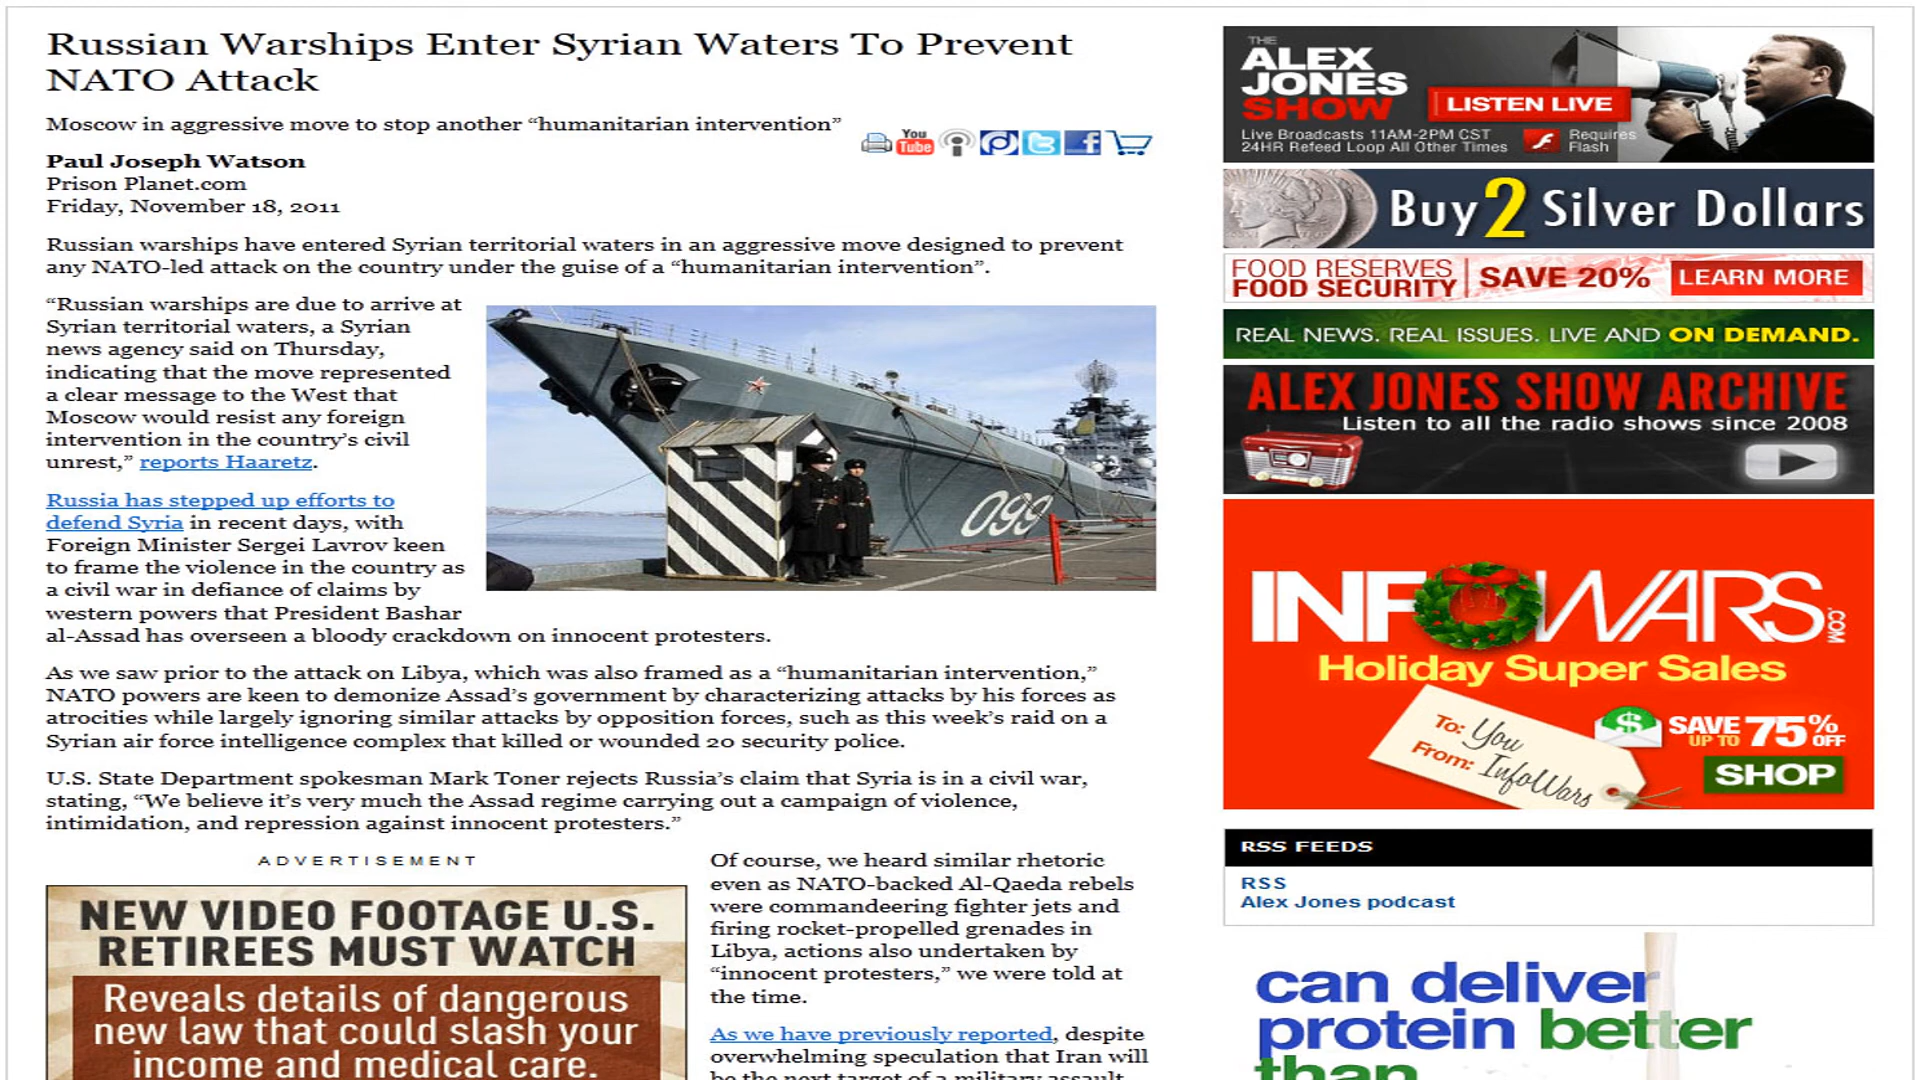 Russian Warships Enter Syrian Waters To Prevent
NATO Attack
Moscow in aggressive move to stop another “humanitarian intervention”
You
Tube
Paul Joseph Watson
Prison Planet.com
Friday, November 18, 2011
Russian warships have entered Syrian territorial waters in an aggressive move designed to prevent
any NATO-led attack on the country under the guise of a “humanitarian intervention”.
“Russian warships are due to arrive at
Syrian territorial waters, a Syrian
news agency said on Thursday,
indicating that the move represented
a clear message to the West that
Moscow would resist any foreign
intervention in the country’s civil
unrest,” reports Haaretz.
099
Russia has stepped up efforts to
defend Syria in recent days, with
Foreign Minister Sergei Lavrov keen
to frame the violence in the country as
a civil war in defiance of claims by
western powers that President Bashar
al-Assad has overseen a bloody crackdown on innocent protesters.
As we saw prior to the attack on Libya, which was also framed as a “humanitarian intervention,”
NATO powers are keen to demonize Assad’s government by characterizing attacks by his forces as
atrocities while largely ignoring similar attacks by opposition forces, such as this week’s raid on a
Syrian air force intelligence complex that killed or wounded 20 security police.
U.S. State Department spokesman Mark Toner rejects Russia’s claim that Syria is in a civil war,
stating, “We believe it’s very much the Assad regime carrying out a campaign of violence,
intimidation, and repression against innocent protesters.”
ADVERTISEMENT
NEW VIDEO FOOTAGE U.S.
RETIREES MUST WATCH
Reveals details of dangerous
new law that could slash your
income and medical care.
Of course, we heard similar rhetoric
even as NATO-backed Al-Qaeda rebels
were commandeering fighter jets and
firing rocket-propelled grenades in
Libya, actions also undertaken by
“innocent protesters,” we were told at
the time.
As we have previously reported, despite
overwhelming speculation that Iran will
be the next target of a military assault
THE
ALEX
JONES
SHOW
LISTEN LIVE
Live Broadcasts 11AM-2PM CST
24HR Refeed Loop All Other Times
Requires
Flash
Buy 2 Silver Dollars
FOOD RESERVES
FOOD SECURITY
SAVE 20%
LEARN MORE
REAL NEWS. REAL ISSUES. LIVE AND ON DEMAND.
ALEX JONES SHOW ARCHIVE
Listen to all the radio shows since 2008
INFOWARS.COM
Holiday Super Sales
To: You
From: InfoWars
$
SAVE
UP TO
75%
OFF
SHOP
RSS FEEDS
RSS
Alex Jones podcast
can deliver
protein better
than